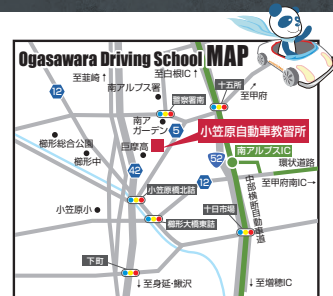 Ogasawara Driving School MAP
至韮崎↑
至白根IC↑
南アルプス署
十五所
至甲府
12
警察署南
南ア
ガーデン
5
小笠原自動車教習所
櫛形総合公園
巨摩高
櫛形中
52
南アルプスIC
環状道路
42
小笠原橋北詰
12
至甲府南IC→
中部横断自動車道
小笠原小
十日市場
櫛形大橋東詰
下町
↓至身延・鰍沢
↓至増穂IC